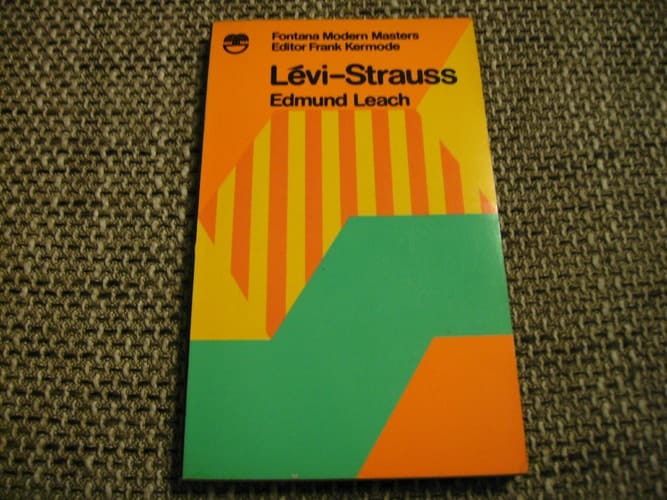 Fontana Modern Masters
Editor Frank Kermode
Lévi-Strauss
Edmund Leach